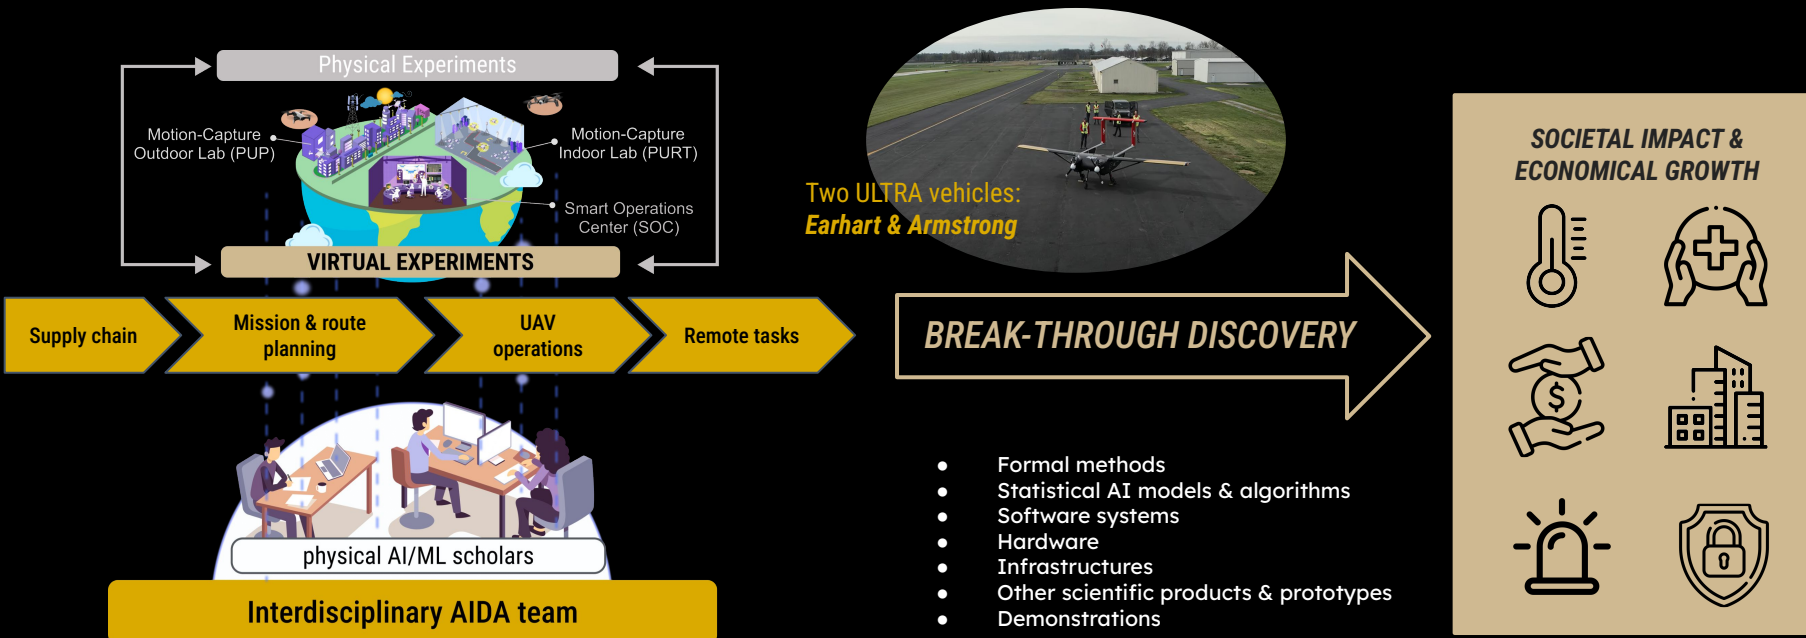 Physical Experiments
Motion-Capture
Outdoor Lab (PUP)
Motion-Capture
Indoor Lab (PURT)
Smart Operations
Center (SOC)
VIRTUAL EXPERIMENTS
Supply chain
Mission & route
planning
UAV
operations
Remote tasks
physical AI/ML scholars
Interdisciplinary AIDA team
Two ULTRA vehicles:
Earhart & Armstrong
BREAK-THROUGH DISCOVERY
● Formal methods
● Statistical AI models & algorithms
● Software systems
● Hardware
● Infrastructures
● Other scientific products & prototypes
● Demonstrations
SOCIETAL IMPACT &
ECONOMICAL GROWTH
$